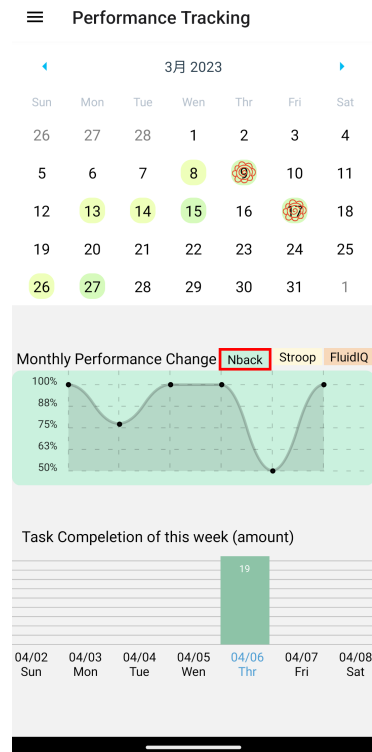 Performance Tracking
3月 2023
Sun Mon Tue Wen Thr Fri Sat
26 27 28 1 2 3 4
5 6 7 8 9 10 11
12 13 14 15 16 17 18
19 20 21 22 23 24 25
26 27 28 29 30 31 1
Monthly Performance Change Nback Stroop FluidIQ
100%
88%
75%
63%
50%
Task Compeletion of this week (amount)
19
04/02 04/03 04/04 04/05 04/06 04/07 04/08
Sun Mon Tue Wen Thr Fri Sat